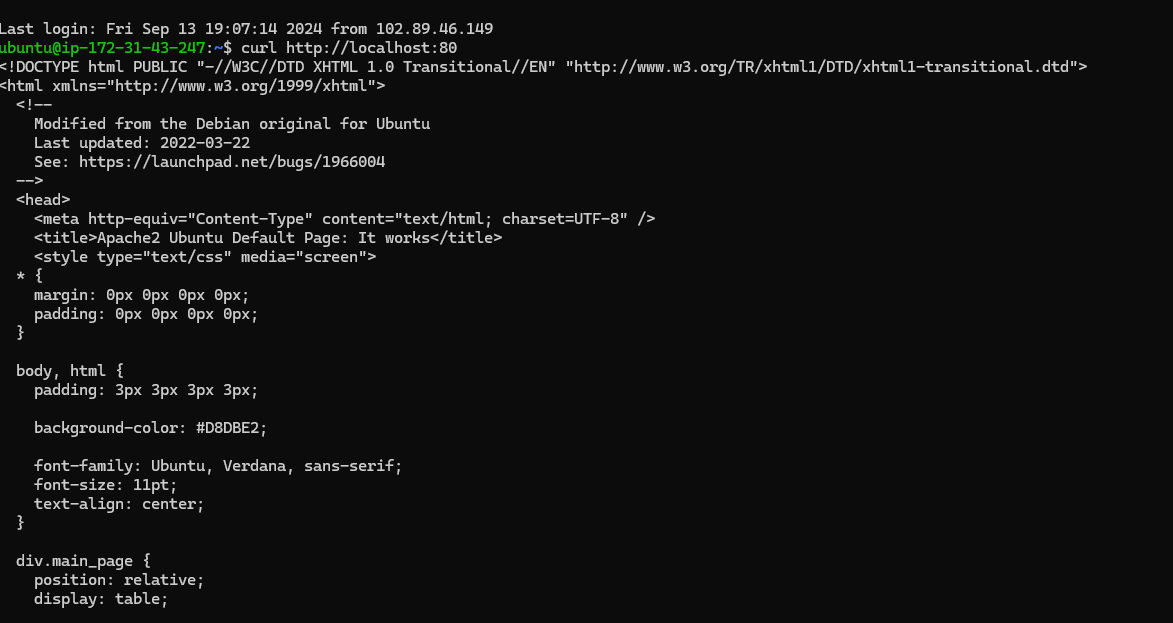 Last login: Fri Sep 13 19:07:14 2024 from 102.89.46.149
ubuntu@ip-172-31-43-247:~$ curl http://localhost:80
<!DOCTYPE html PUBLIC "-//W3C//DTD XHTML 1.0 Transitional//EN" "http://www.w3.org/TR/xhtml1/DTD/xhtml1-transitional.dtd">
<html xmlns="http://www.w3.org/1999/xhtml">
  <!--
    Modified from the Debian original for Ubuntu
    Last updated: 2022-03-22
    See: https://launchpad.net/bugs/1966004
  -->
  <head>
    <meta http-equiv="Content-Type" content="text/html; charset=UTF-8" />
    <title>Apache2 Ubuntu Default Page: It works</title>
    <style type="text/css" media="screen">
  * {
    margin: 0px 0px 0px 0px;
    padding: 0px 0px 0px 0px;
  }

  body, html {
    padding: 3px 3px 3px 3px;

    background-color: #D8DBE2;

    font-family: Ubuntu, Verdana, sans-serif;
    font-size: 11pt;
    text-align: center;
  }

  div.main_page {
    position: relative;
    display: table;